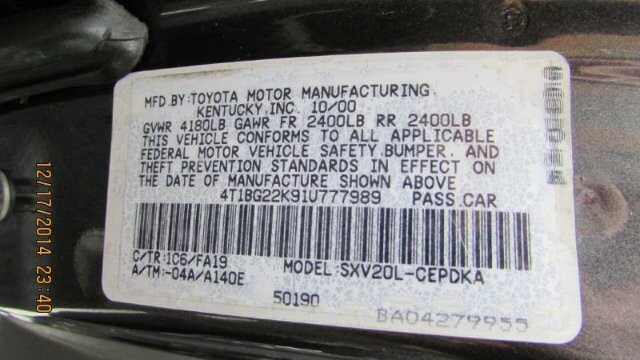 MFD.BY:TOYOTA MOTOR MANUFACTURING
KENTUCKY,INC. 10/00
GVWR 4180LB GAWR FR 2400LB RR 2400LB
THIS VEHICLE CONFORMS TO ALL APPLICABLE
FEDERAL MOTOR VEHICLE SAFETY,BUMPER, AND
THEFT PREVENTION STANDARDS IN EFFECT ON
THE DATE OF MANUFACTURE SHOWN ABOVE
4T1BG22K91U777989 PASS.CAR
C/TR:1C6/FA19 MODEL:SXV20L-CEPDKA
A/TM:-04A/A140E
50190
BA04279955
12/17/2014 23:40